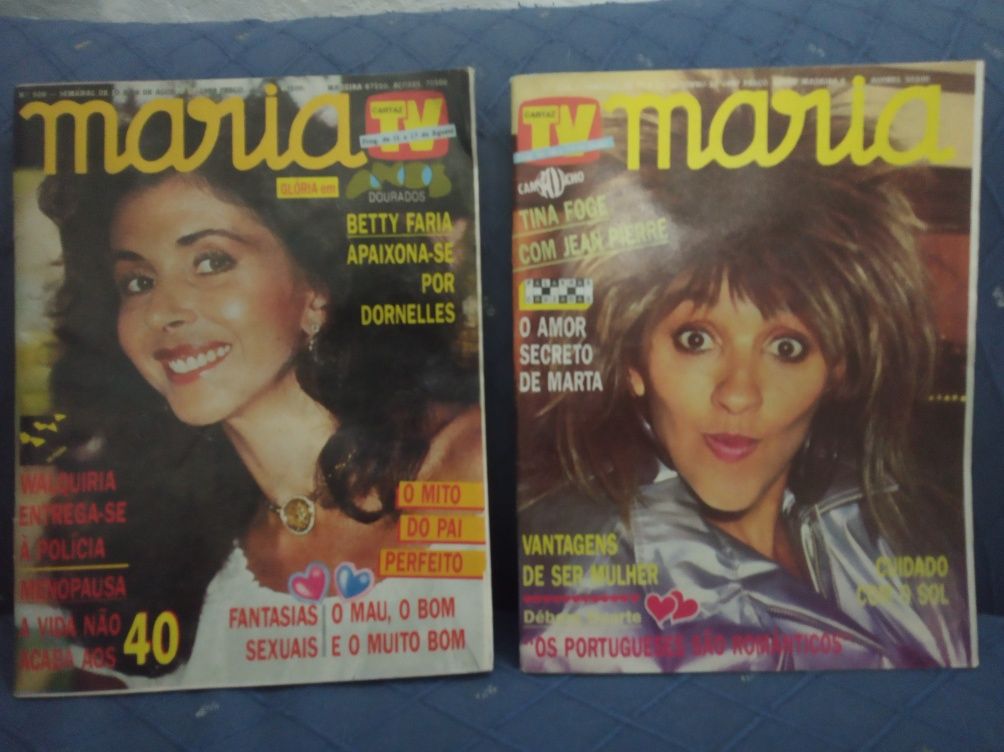 maria
CARTAZ
TV
GLÓRIA em
DOURADOS
BETTY FARIA
APAIXONA-SE
POR
DORNELLES
WALQUIRIA
ENTREGA-SE
À POLÍCIA
MENOPAUSA
A VIDA NÃO
ACABA AOS 40
O MITO
DO PAI
PERFEITO
FANTASIAS
SEXUAIS
O MAU, O BOM
E O MUITO BOM
CARTAZ
TV
maria
TINA FOGE
COM JEAN PIERRE
O AMOR
SECRETO
DE MARTA
VANTAGENS
DE SER MULHER
CUIDADO
COM O SOL
Débora Duarte
"OS PORTUGUESES SÃO ROMÂNTICOS"